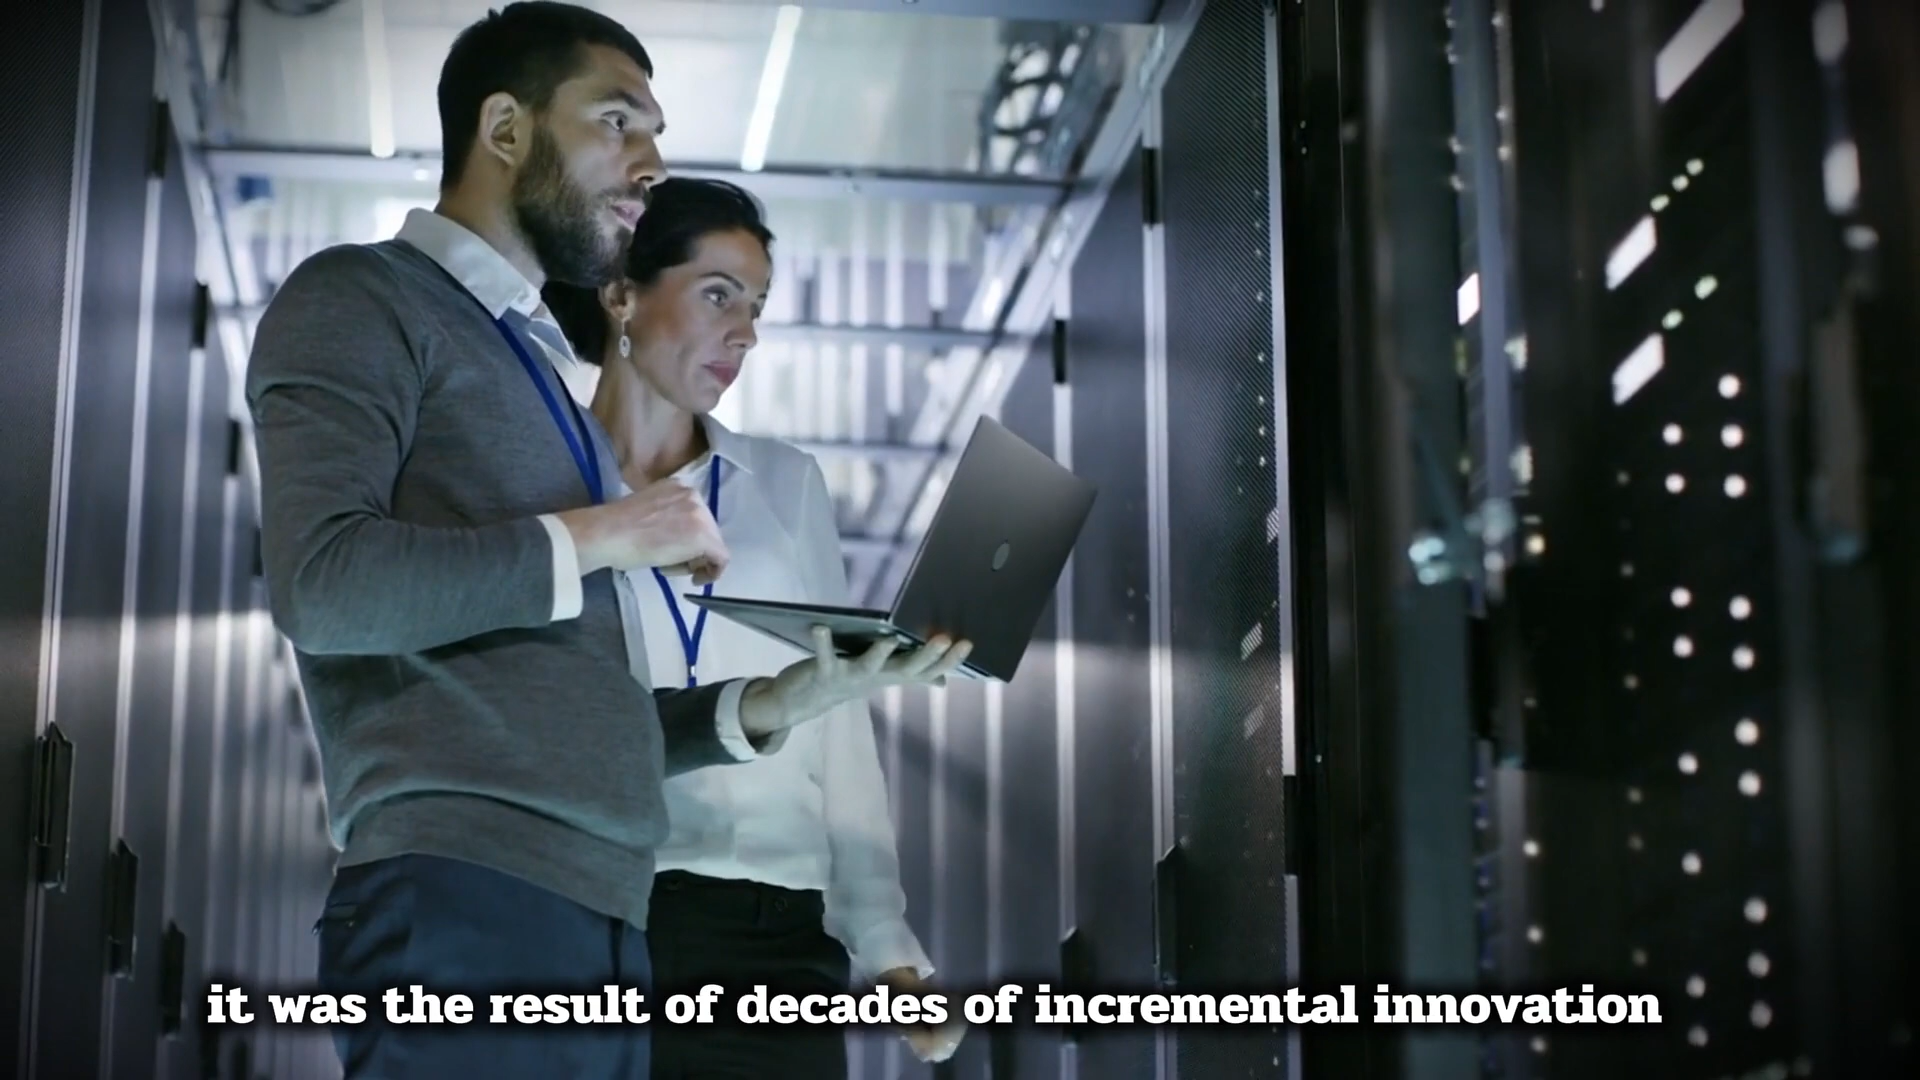 it was the result of decades of incremental innovation